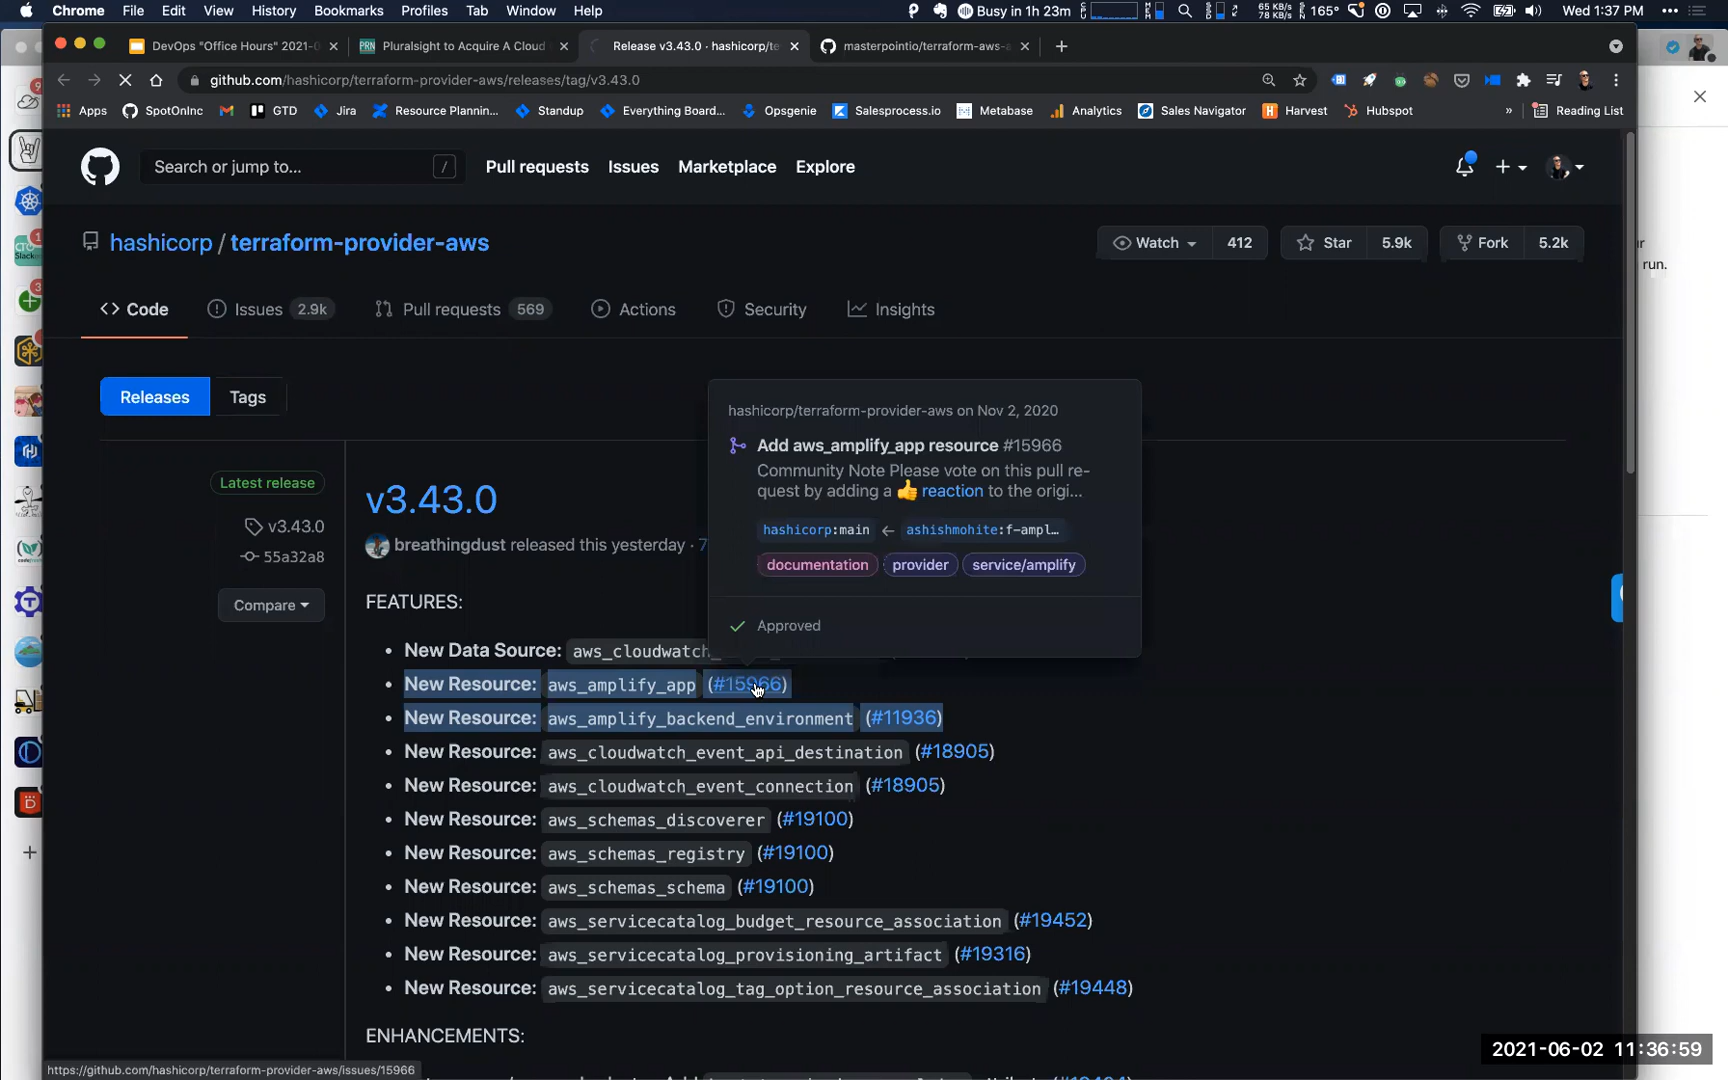 Chrome File Edit View History Bookmarks Profiles Tab Window Help Busy in 1h 23m 65 KB/s 78 KB/s 165° Wed 1:37 PM
DevOps "Office Hours" 2021-0 Pluralsight to Acquire A Cloud Release v3.43.0 · hashicorp/te masterpointio/terraform-aws-a
github.com/hashicorp/terraform-provider-aws/releases/tag/v3.43.0
Apps SpotOnInc GTD Jira Resource Plannin... Standup Everything Board... Opsgenie Salesprocess.io Metabase Analytics Sales Navigator Harvest Hubspot » Reading List
Search or jump to... / Pull requests Issues Marketplace Explore
hashicorp / terraform-provider-aws Watch 412 Star 5.9k Fork 5.2k
run.
Code Issues 2.9k Pull requests 569 Actions Security Insights
Releases Tags
hashicorp/terraform-provider-aws on Nov 2, 2020
Add aws_amplify_app resource #15966
Community Note Please vote on this pull re-
quest by adding a 👍 reaction to the origi...
hashicorp:main ← ashishmohite:f-ampl...
documentation provider service/amplify
Approved
Latest release
v3.43.0
55a32a8
Compare
v3.43.0
breathingdust released this yesterday · 7
FEATURES:
• New Data Source: aws_cloudwatch_
• New Resource: aws_amplify_app (#15966)
• New Resource: aws_amplify_backend_environment (#11936)
• New Resource: aws_cloudwatch_event_api_destination (#18905)
• New Resource: aws_cloudwatch_event_connection (#18905)
• New Resource: aws_schemas_discoverer (#19100)
• New Resource: aws_schemas_registry (#19100)
• New Resource: aws_schemas_schema (#19100)
• New Resource: aws_servicecatalog_budget_resource_association (#19452)
• New Resource: aws_servicecatalog_provisioning_artifact (#19316)
• New Resource: aws_servicecatalog_tag_option_resource_association (#19448)
ENHANCEMENTS:
https://github.com/hashicorp/terraform-provider-aws/issues/15966
2021-06-02 11:36:59